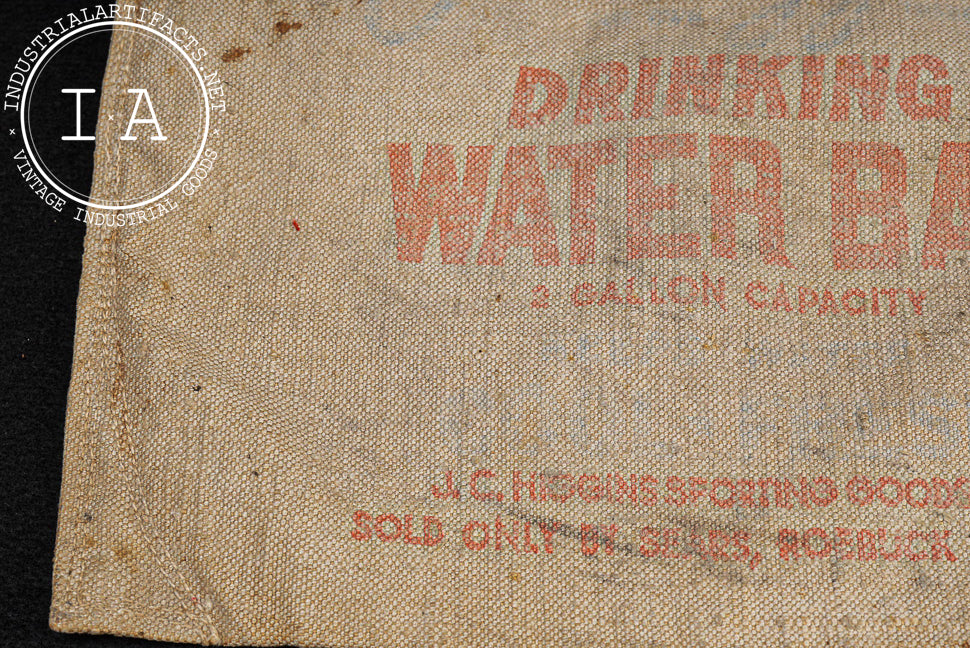 INDUSTRIALARTIFACTS.NET
IA
VINTAGE INDUSTRIAL GOODS
DRINKING
WATER BA
2 GALLON CAPACITY
J.C. HIGGINS SPORTING GOODS
SOLD ONLY BY SEARS, ROEBUCK